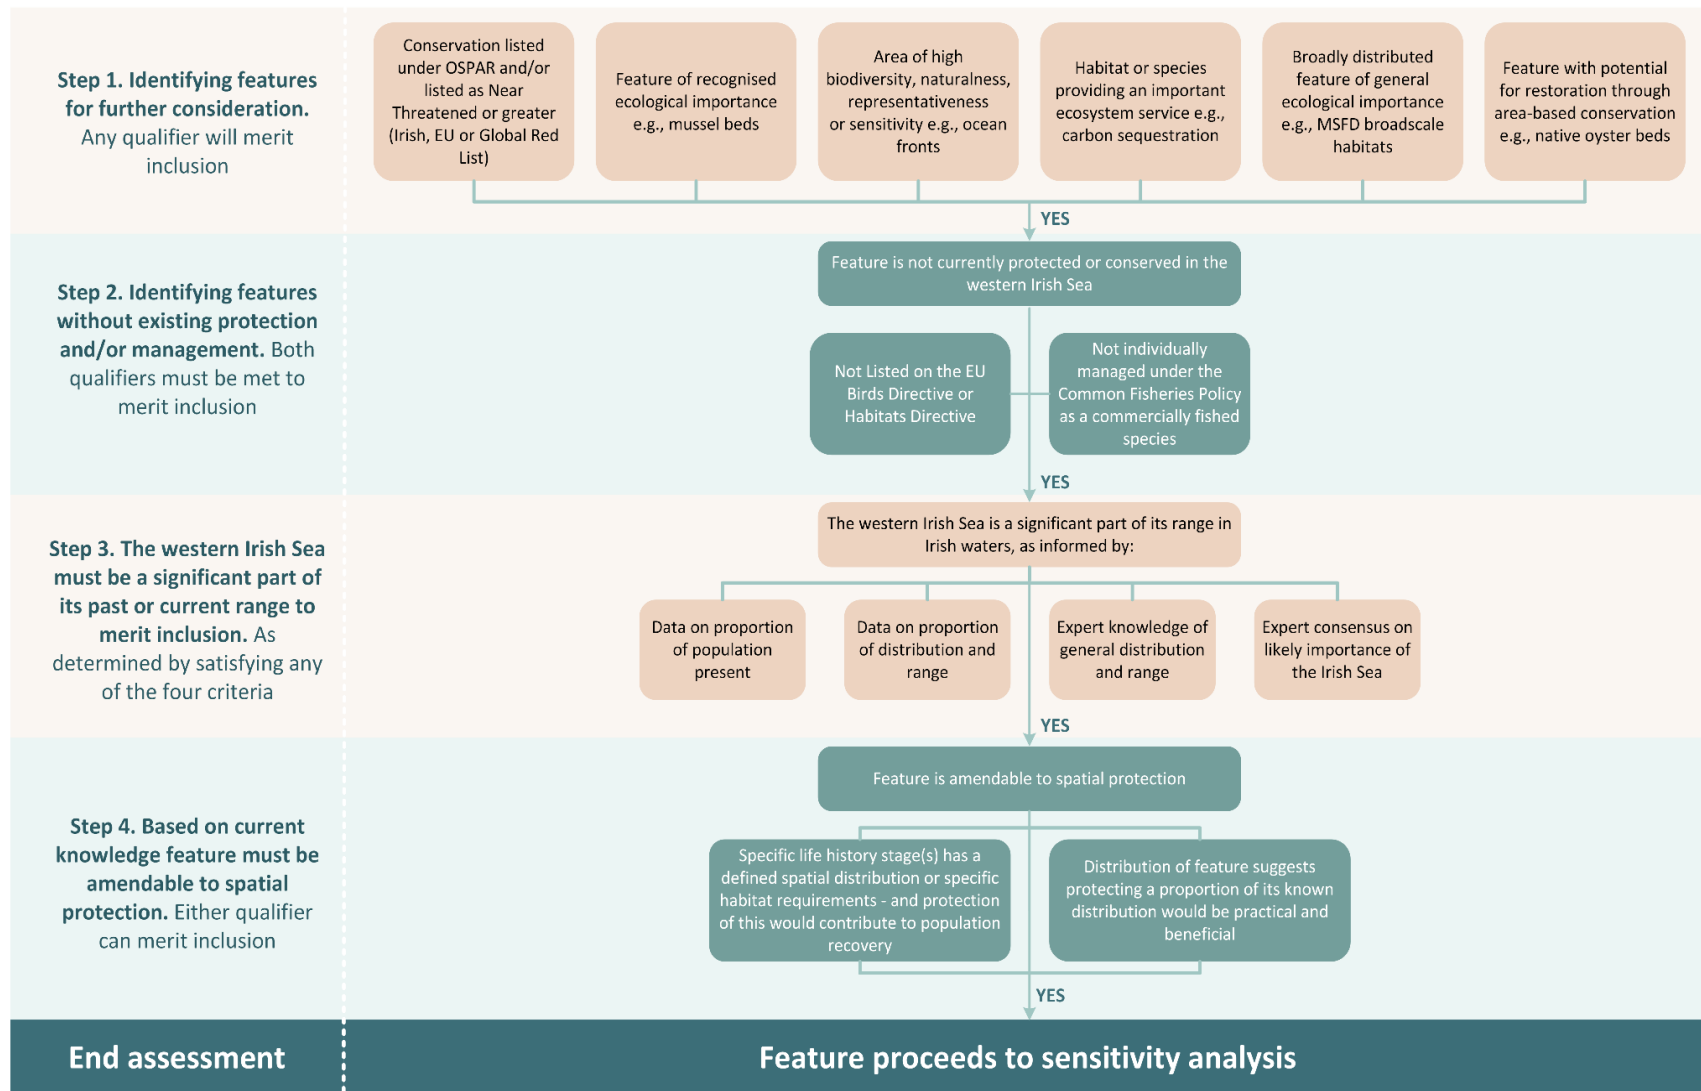 Step 1. Identifying features
for further consideration.
Any qualifier will merit
inclusion
Conservation listed
under OSPAR and/or
listed as Near
Threatened or greater
(Irish, EU or Global Red
List)
Feature of recognised
ecological importance
e.g., mussel beds
Area of high
biodiversity, naturalness,
representativeness
or sensitivity e.g., ocean
fronts
Habitat or species
providing an important
ecosystem service e.g.,
carbon sequestration
Broadly distributed
feature of general
ecological importance
e.g., MSFD broadscale
habitats
Feature with potential
for restoration through
area-based conservation
e.g., native oyster beds
YES
Step 2. Identifying features
without existing protection
and/or management. Both
qualifiers must be met to
merit inclusion
Feature is not currently protected or conserved in the
western Irish Sea
Not Listed on the EU
Birds Directive or
Habitats Directive
Not individually
managed under the
Common Fisheries Policy
as a commercially fished
species
YES
Step 3. The western Irish Sea
must be a significant part of
its past or current range to
merit inclusion. As
determined by satisfying any
of the four criteria
The western Irish Sea is a significant part of its range in
Irish waters, as informed by:
Data on proportion
of population
present
Data on proportion
of distribution and
range
Expert knowledge of
general distribution
and range
Expert consensus on
likely importance of
the Irish Sea
YES
Step 4. Based on current
knowledge feature must be
amendable to spatial
protection. Either qualifier
can merit inclusion
Feature is amendable to spatial protection
Specific life history stage(s) has a
defined spatial distribution or specific
habitat requirements - and protection
of this would contribute to population
recovery
Distribution of feature suggests
protecting a proportion of its known
distribution would be practical and
beneficial
YES
End assessment
Feature proceeds to sensitivity analysis